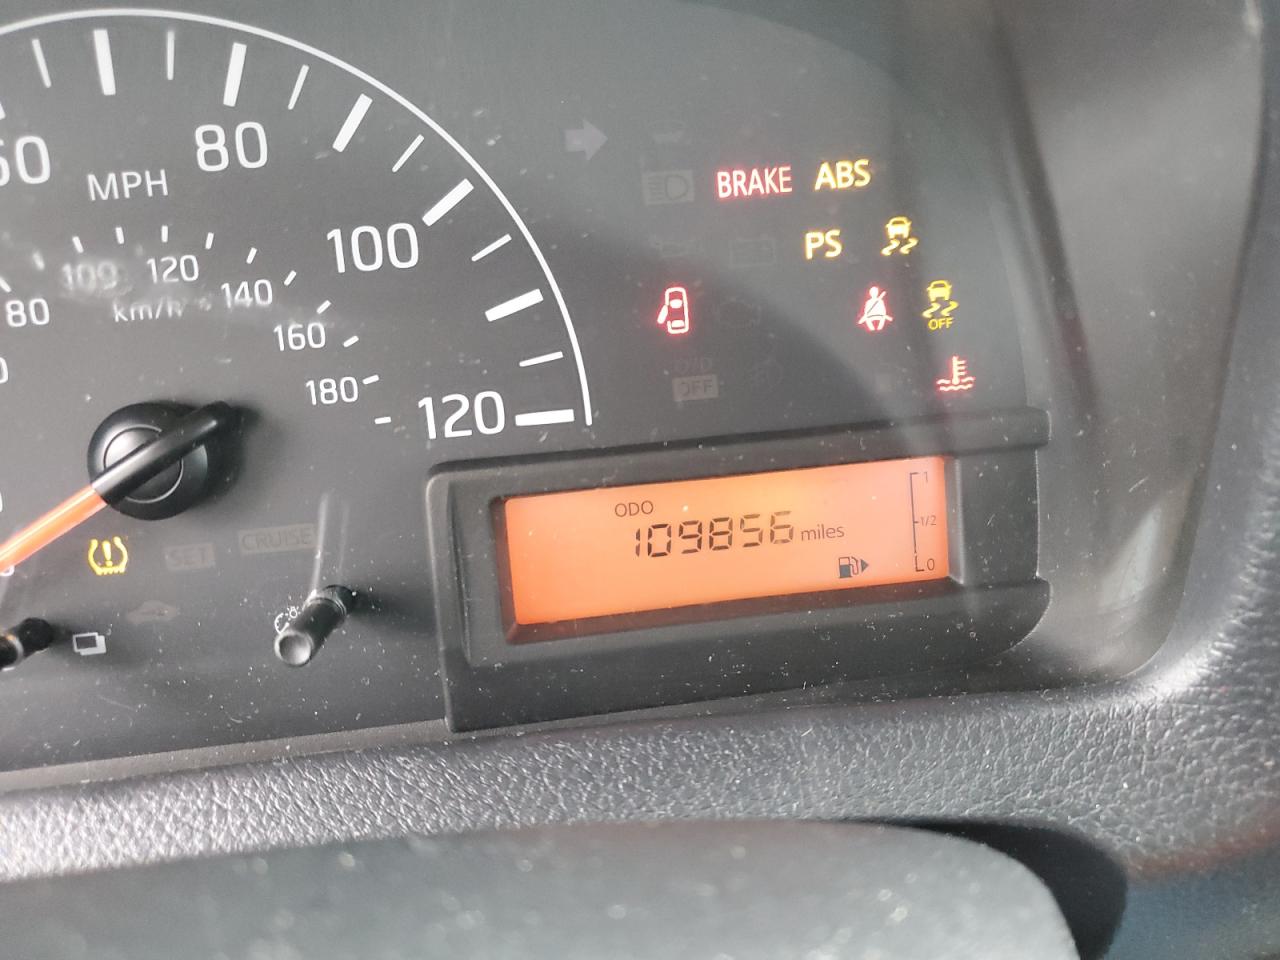 60
80
MPH
100
120
80
100
120
140
km/h
160
180
BRAKE ABS
PS
OFF
O/D
OFF
SET
CRUISE
ODO
109856 miles
1
1/2
0